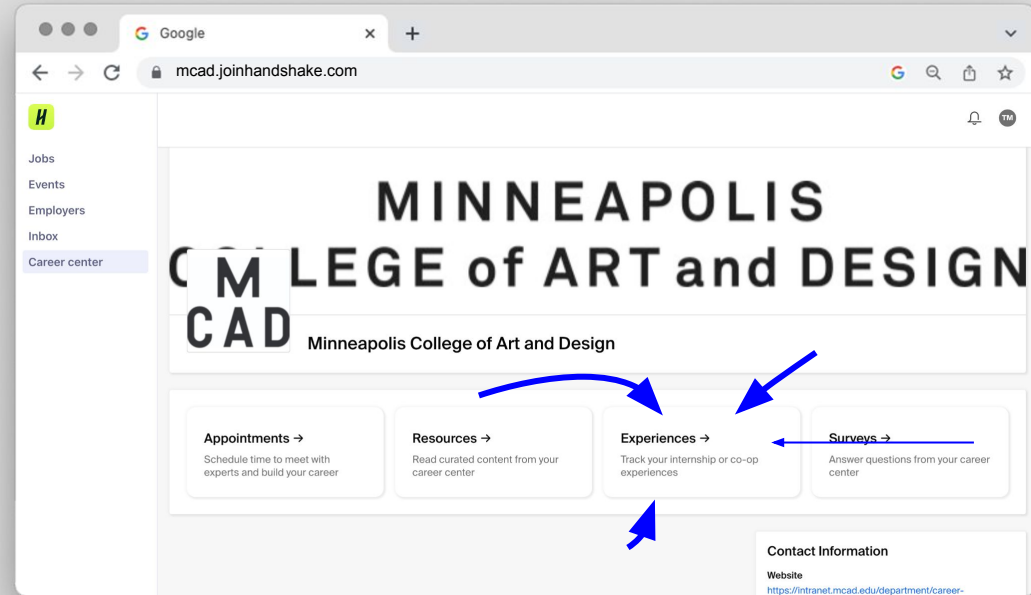 Google
mcad.joinhandshake.com
G
H
TM
Jobs
Events
Employers
Inbox
Career center
MINNEAPOLIS
COLLEGE of ART and DESIGN
M
CAD
Minneapolis College of Art and Design
Appointments →
Schedule time to meet with
experts and build your career
Resources →
Read curated content from your
career center
Experiences →
Track your internship or co-op
experiences
Surveys →
Answer questions from your career
center
Contact Information
Website
https://intranet.mcad.edu/department/career-